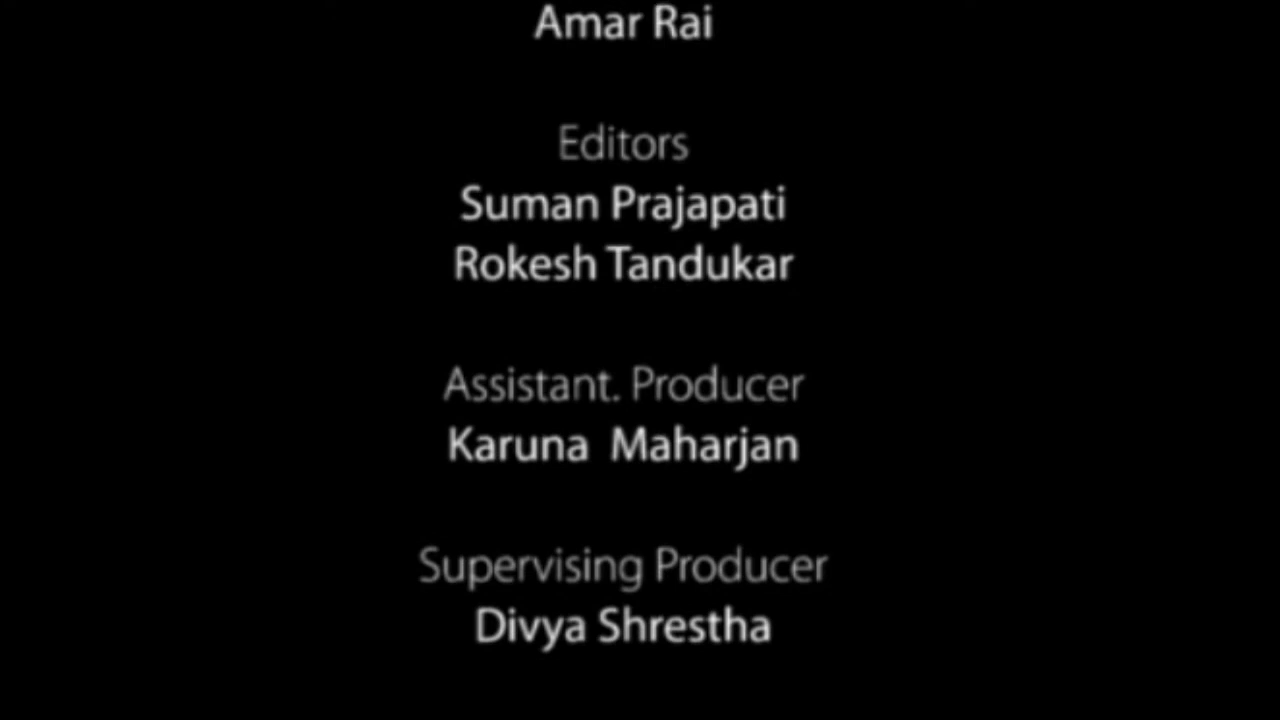 Amar Rai
Editors
Suman Prajapati
Rokesh Tandukar
Assistant. Producer
Karuna  Maharjan
Supervising Producer
Divya Shrestha